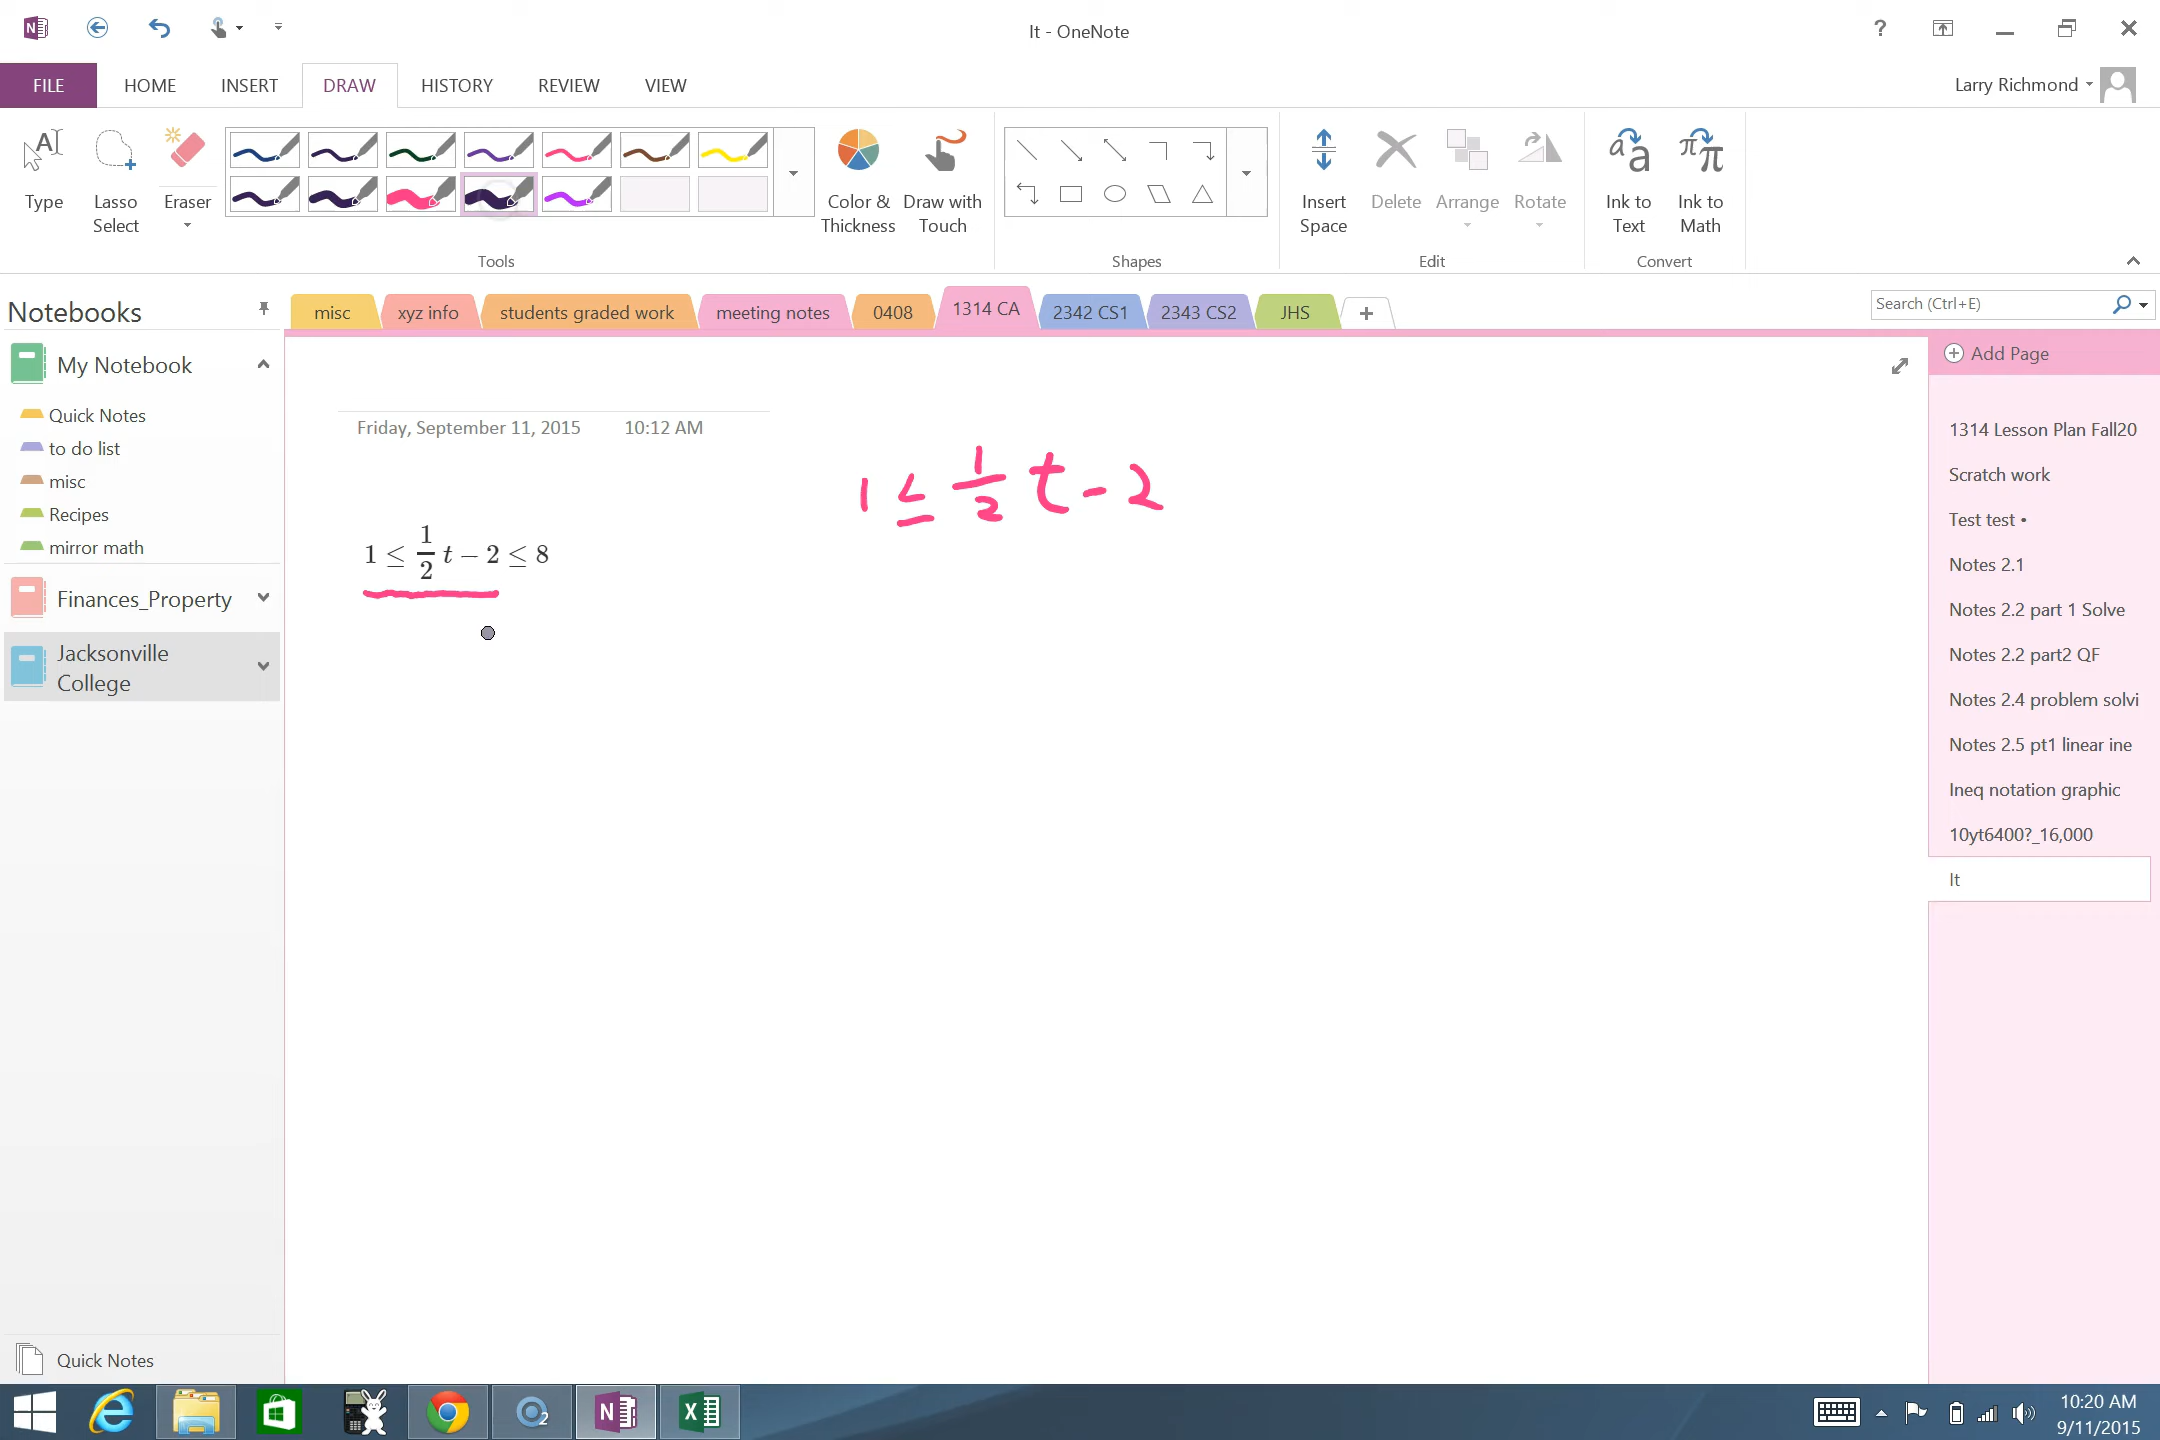 It - OneNote
?
FILE HOME INSERT DRAW HISTORY REVIEW VIEW
Larry Richmond
Type
Lasso Select
Eraser
Color & Thickness
Draw with Touch
Insert Space
Delete
Arrange
Rotate
Ink to Text
Ink to Math
Tools
Shapes
Edit
Convert
Notebooks
misc
xyz info
students graded work
meeting notes
0408
1314 CA
2342 CS1
2343 CS2
JHS
+
Search (Ctrl+E)
My Notebook
Quick Notes
to do list
misc
Recipes
mirror math
Finances_Property
Jacksonville College
Quick Notes
Friday, September 11, 2015 10:12 AM
1 ≤ 1/2 t − 2 ≤ 8
1 ≤ 1/2 t − 2
Add Page
1314 Lesson Plan Fall20
Scratch work
Test test •
Notes 2.1
Notes 2.2 part 1 Solve
Notes 2.2 part2 QF
Notes 2.4 problem solvi
Notes 2.5 pt1 linear ine
Ineq notation graphic
10yt6400?_16,000
It
10:20 AM
9/11/2015